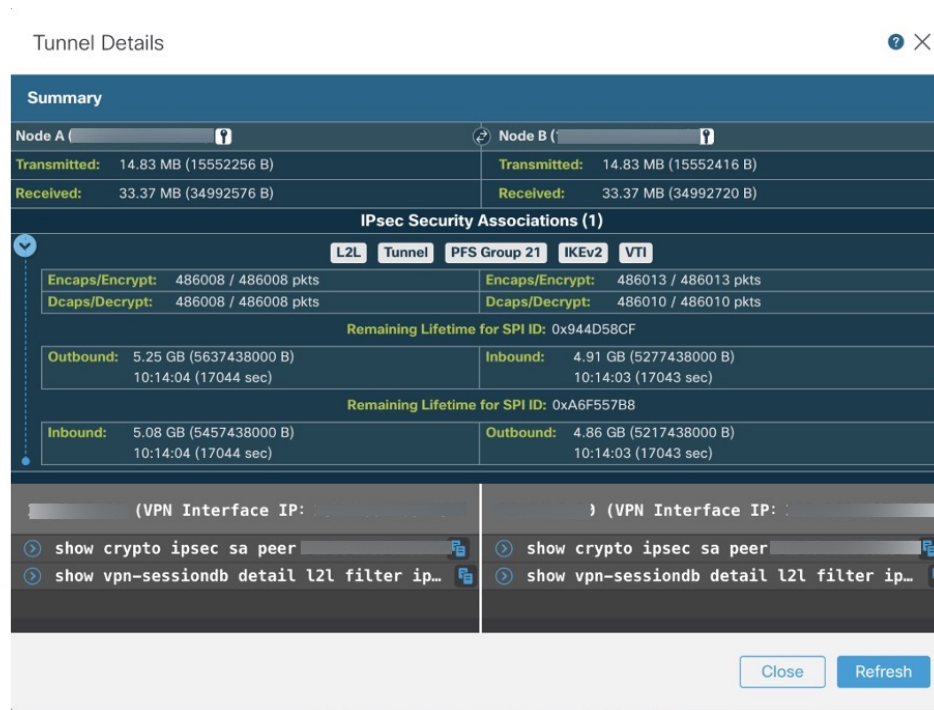 Tunnel Details
Summary
Node A (
Node B (
Transmitted: 14.83 MB (15552256 B)
Transmitted: 14.83 MB (15552416 B)
Received: 33.37 MB (34992576 B)
Received: 33.37 MB (34992720 B)
IPsec Security Associations (1)
L2L Tunnel PFS Group 21 IKEv2 VTI
Encaps/Encrypt: 486008 / 486008 pkts
Encaps/Encrypt: 486013 / 486013 pkts
Dcaps/Decrypt: 486008 / 486008 pkts
Dcaps/Decrypt: 486010 / 486010 pkts
Remaining Lifetime for SPI ID: 0x944D58CF
Outbound: 5.25 GB (5637438000 B)
10:14:04 (17044 sec)
Inbound: 4.91 GB (5277438000 B)
10:14:03 (17043 sec)
Remaining Lifetime for SPI ID: 0xA6F557B8
Inbound: 5.08 GB (5457438000 B)
10:14:04 (17044 sec)
Outbound: 4.86 GB (5217438000 B)
10:14:03 (17043 sec)
(VPN Interface IP:
) (VPN Interface IP:
show crypto ipsec sa peer
show crypto ipsec sa peer
show vpn-sessiondb detail l2l filter ip…
show vpn-sessiondb detail l2l filter ip…
Close
Refresh